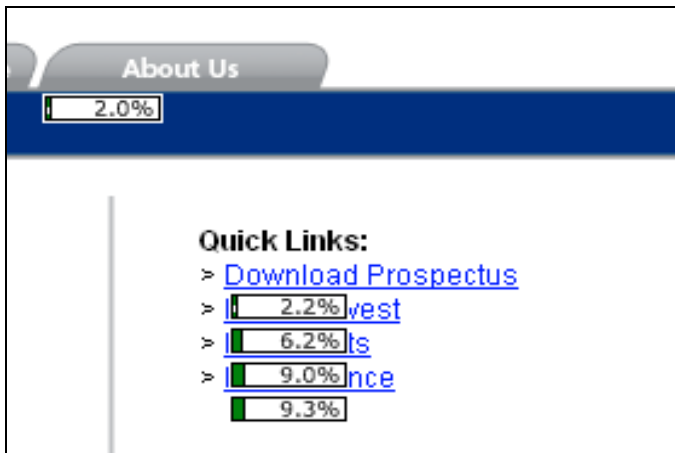 About Us
2.0%
Quick Links:
> Download Prospectus
> 2.2% vest
> 6.2% ts
> 9.0% nce
9.3%